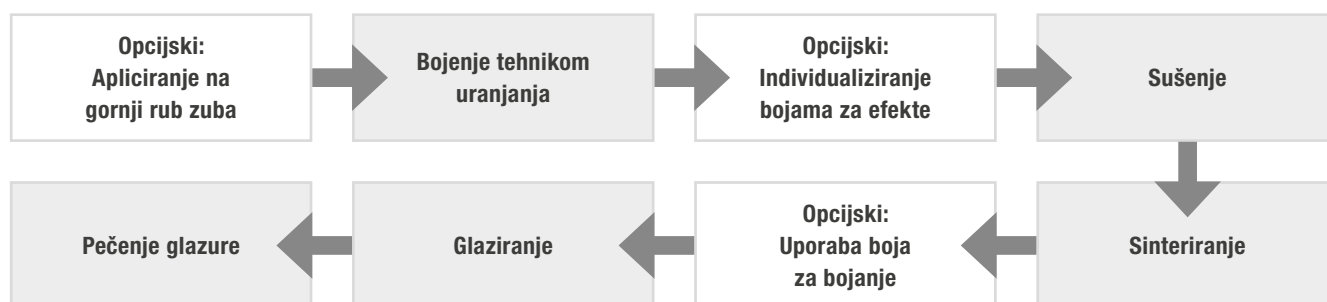 Opcijski:
Apliciranje na
gornji rub zuba
Bojenje tehnikom
uranjanja
Opcijski:
Individualiziranje
bojama za efekte
Sušenje
Pečenje glazure
Glaziranje
Opcijski:
Uporaba boja
za bojanje
Sinteriranje